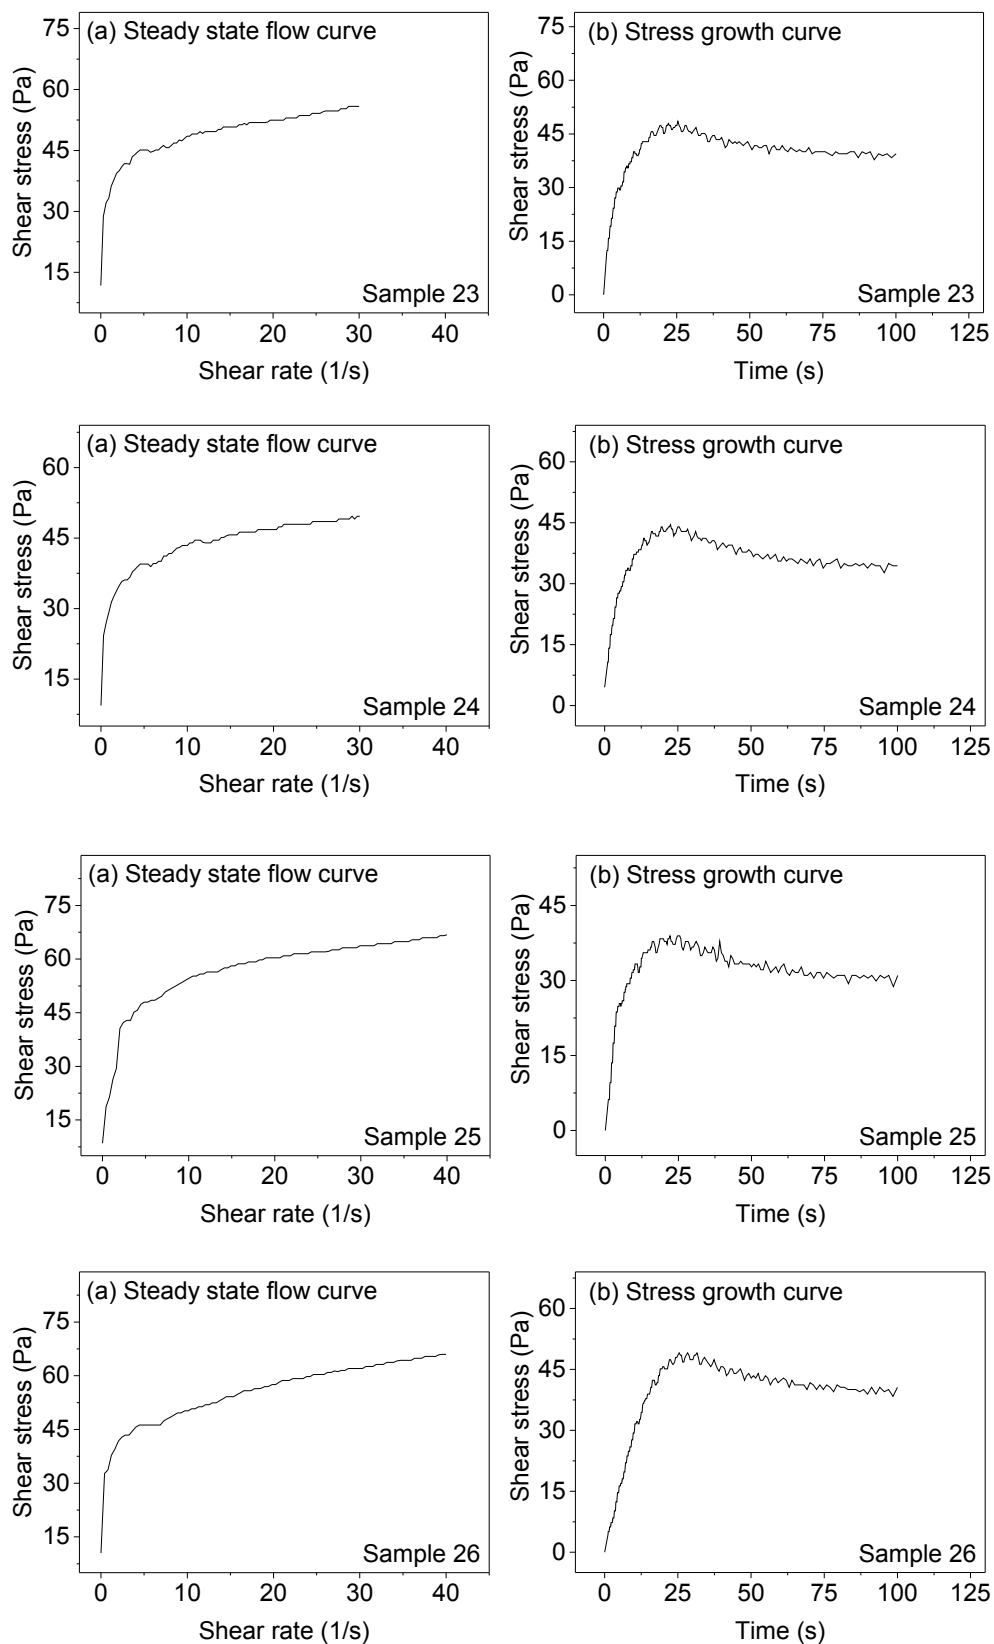 (a) Steady state flow curve
Shear stress (Pa)
75
60
45
30
15
Sample 23
0 10 20 30 40
Shear rate (1/s)
(b) Stress growth curve
Shear stress (Pa)
75
60
45
30
15
0
Sample 23
0 25 50 75 100 125
Time (s)
(a) Steady state flow curve
Shear stress (Pa)
60
45
30
15
Sample 24
0 10 20 30 40
Shear rate (1/s)
(b) Stress growth curve
Shear stress (Pa)
60
45
30
15
0
Sample 24
0 25 50 75 100 125
Time (s)
(a) Steady state flow curve
Shear stress (Pa)
75
60
45
30
15
Sample 25
0 10 20 30 40
Shear rate (1/s)
(b) Stress growth curve
Shear stress (Pa)
45
30
15
0
Sample 25
0 25 50 75 100 125
Time (s)
(a) Steady state flow curve
Shear stress (Pa)
75
60
45
30
15
Sample 26
0 10 20 30 40
Shear rate (1/s)
(b) Stress growth curve
Shear stress (Pa)
60
45
30
15
0
Sample 26
0 25 50 75 100 125
Time (s)